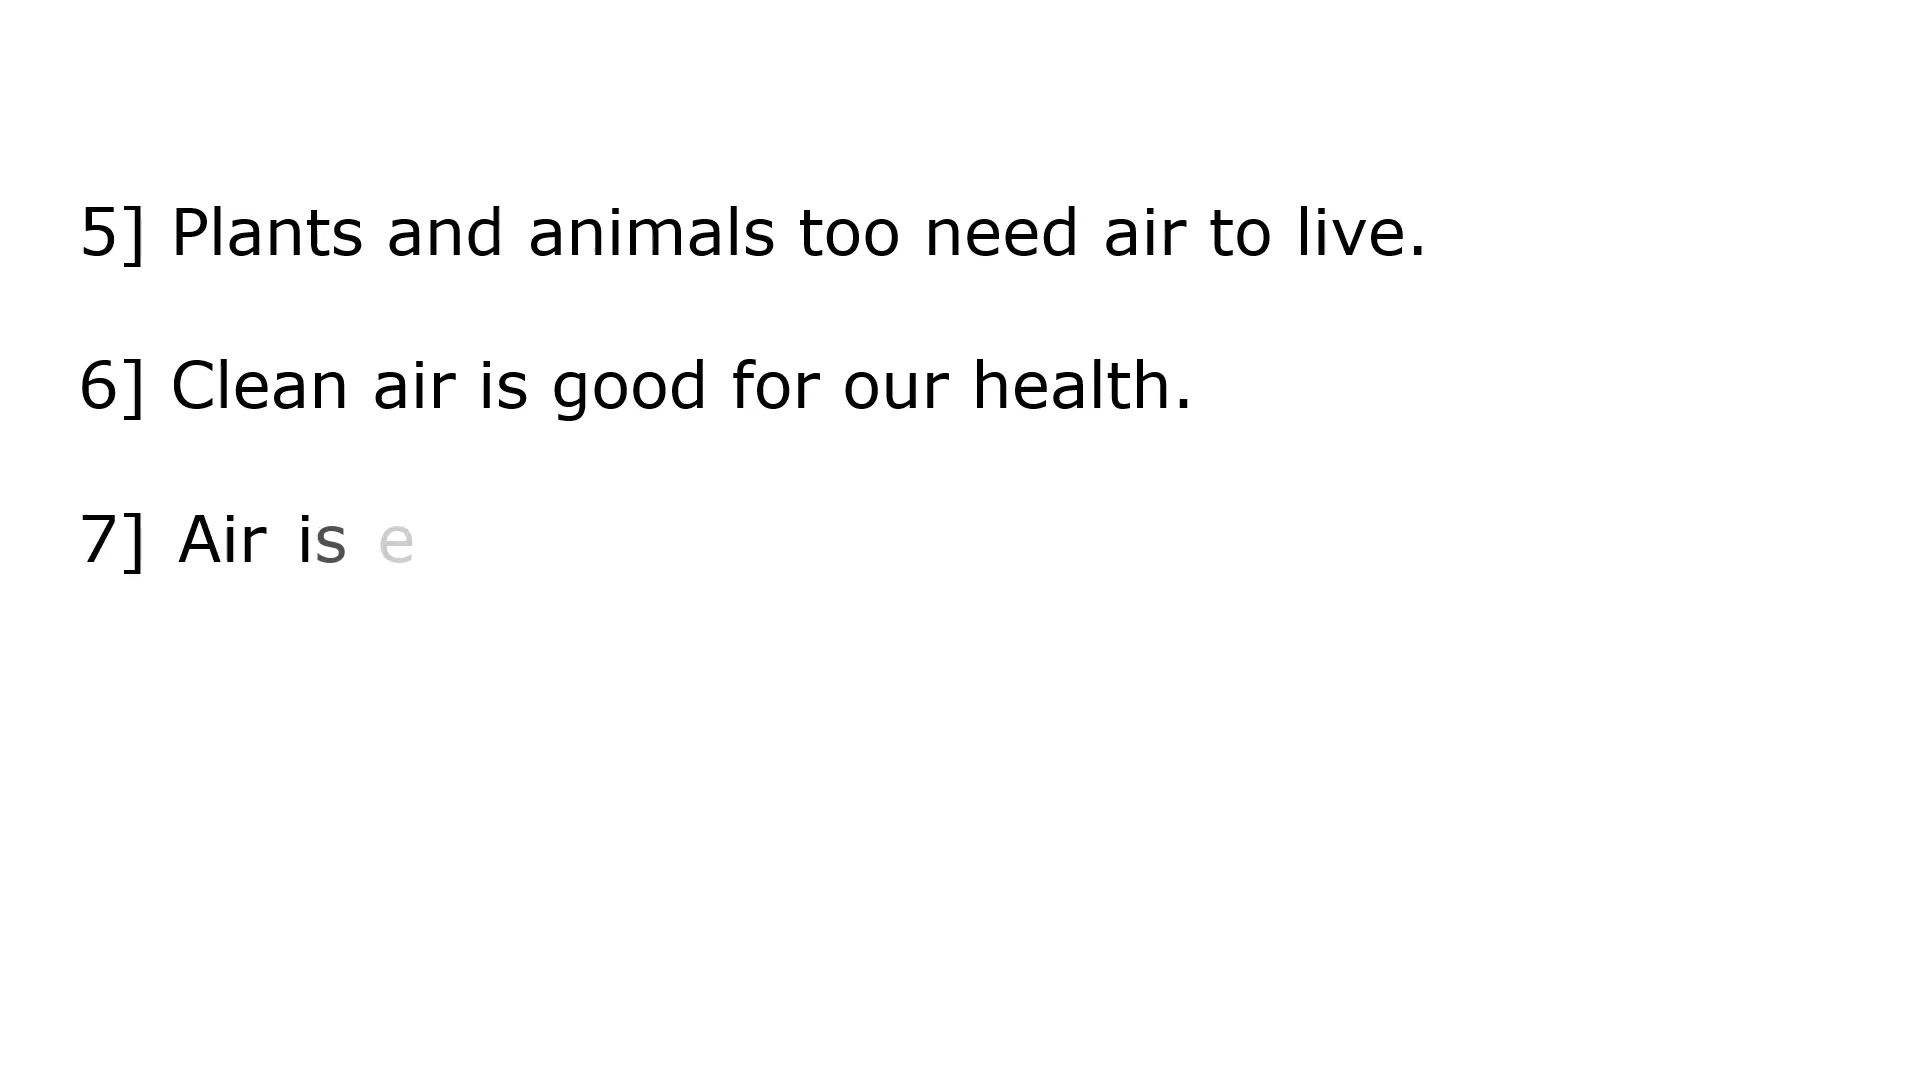 5] Plants and animals too need air to live.
6] Clean air is good for our health.
7] Air is e